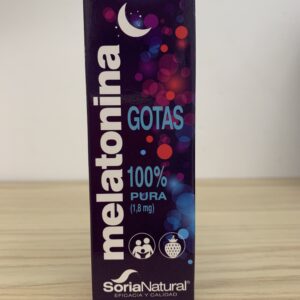 melatonina
GOTAS
100%
PURA
(1,8 mg)
SoriaNatural®
EFICACIA Y CALIDAD